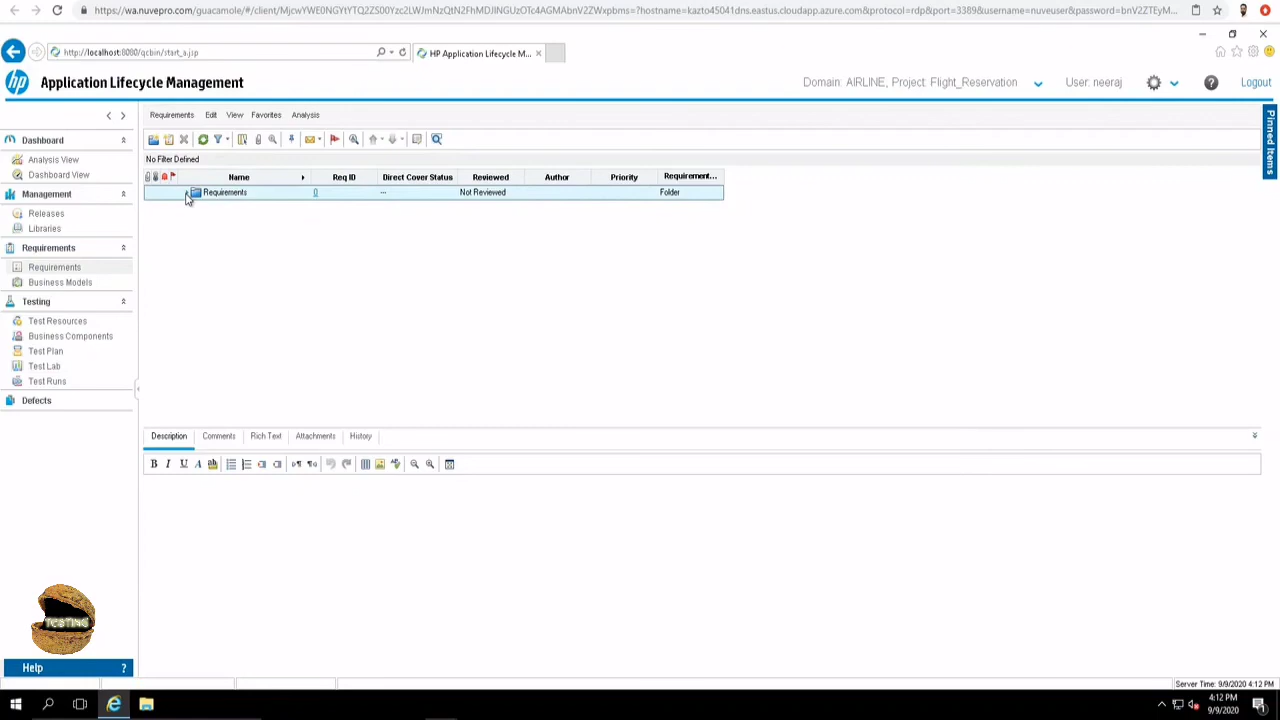 https://wa.nuvepro.com/guacamole/#/client/MjcwYWE0NGYtYTQ2ZS00Yzc2LWJmNzQtN2FhMDJlNGUzOTc4AGMAbnV2ZWxpbms=?hostname=kazto45041dns.eastus.cloudapp.azure.com&protocol=rdp&port=3389&username=nuveuser&password=bnV2ZTEyM...
http://localhost:8080/qcbin/start_a.jsp
HP Application Lifecycle M...
hp Application Lifecycle Management
Domain: AIRLINE, Project: Flight_Reservation
User: neeraj
? Logout
Requirements Edit View Favorites Analysis
Dashboard
Analysis View
Dashboard View
Management
Releases
Libraries
Requirements
Requirements
Business Models
Testing
Test Resources
Business Components
Test Plan
Test Lab
Test Runs
Defects
No Filter Defined
Name Req ID Direct Cover Status Reviewed Author Priority Requirement...
Requirements 0 --- Not Reviewed Folder
Pinned Items
Description Comments Rich Text Attachments History
B I U A ab
TESTING
Help ?
Server Time: 9/9/2020 4:12 PM
4:12 PM
9/9/2020